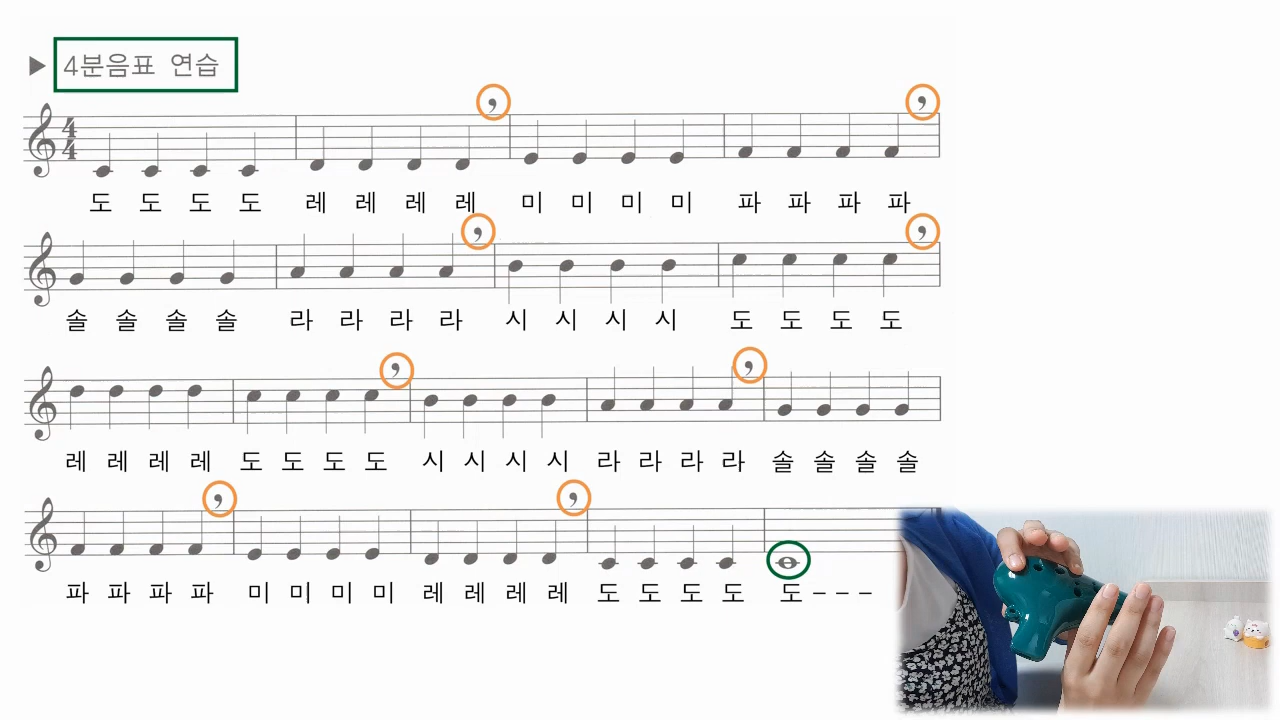 ▶ 4분음표 연습
도 도 도 도 레 레 레 레 미 미 미 미 파 파 파 파
솔 솔 솔 솔 라 라 라 라 시 시 시 시 도 도 도 도
레 레 레 레 도 도 도 도 시 시 시 시 라 라 라 라 솔 솔 솔 솔
파 파 파 파 미 미 미 미 레 레 레 레 도 도 도 도 도 – – –